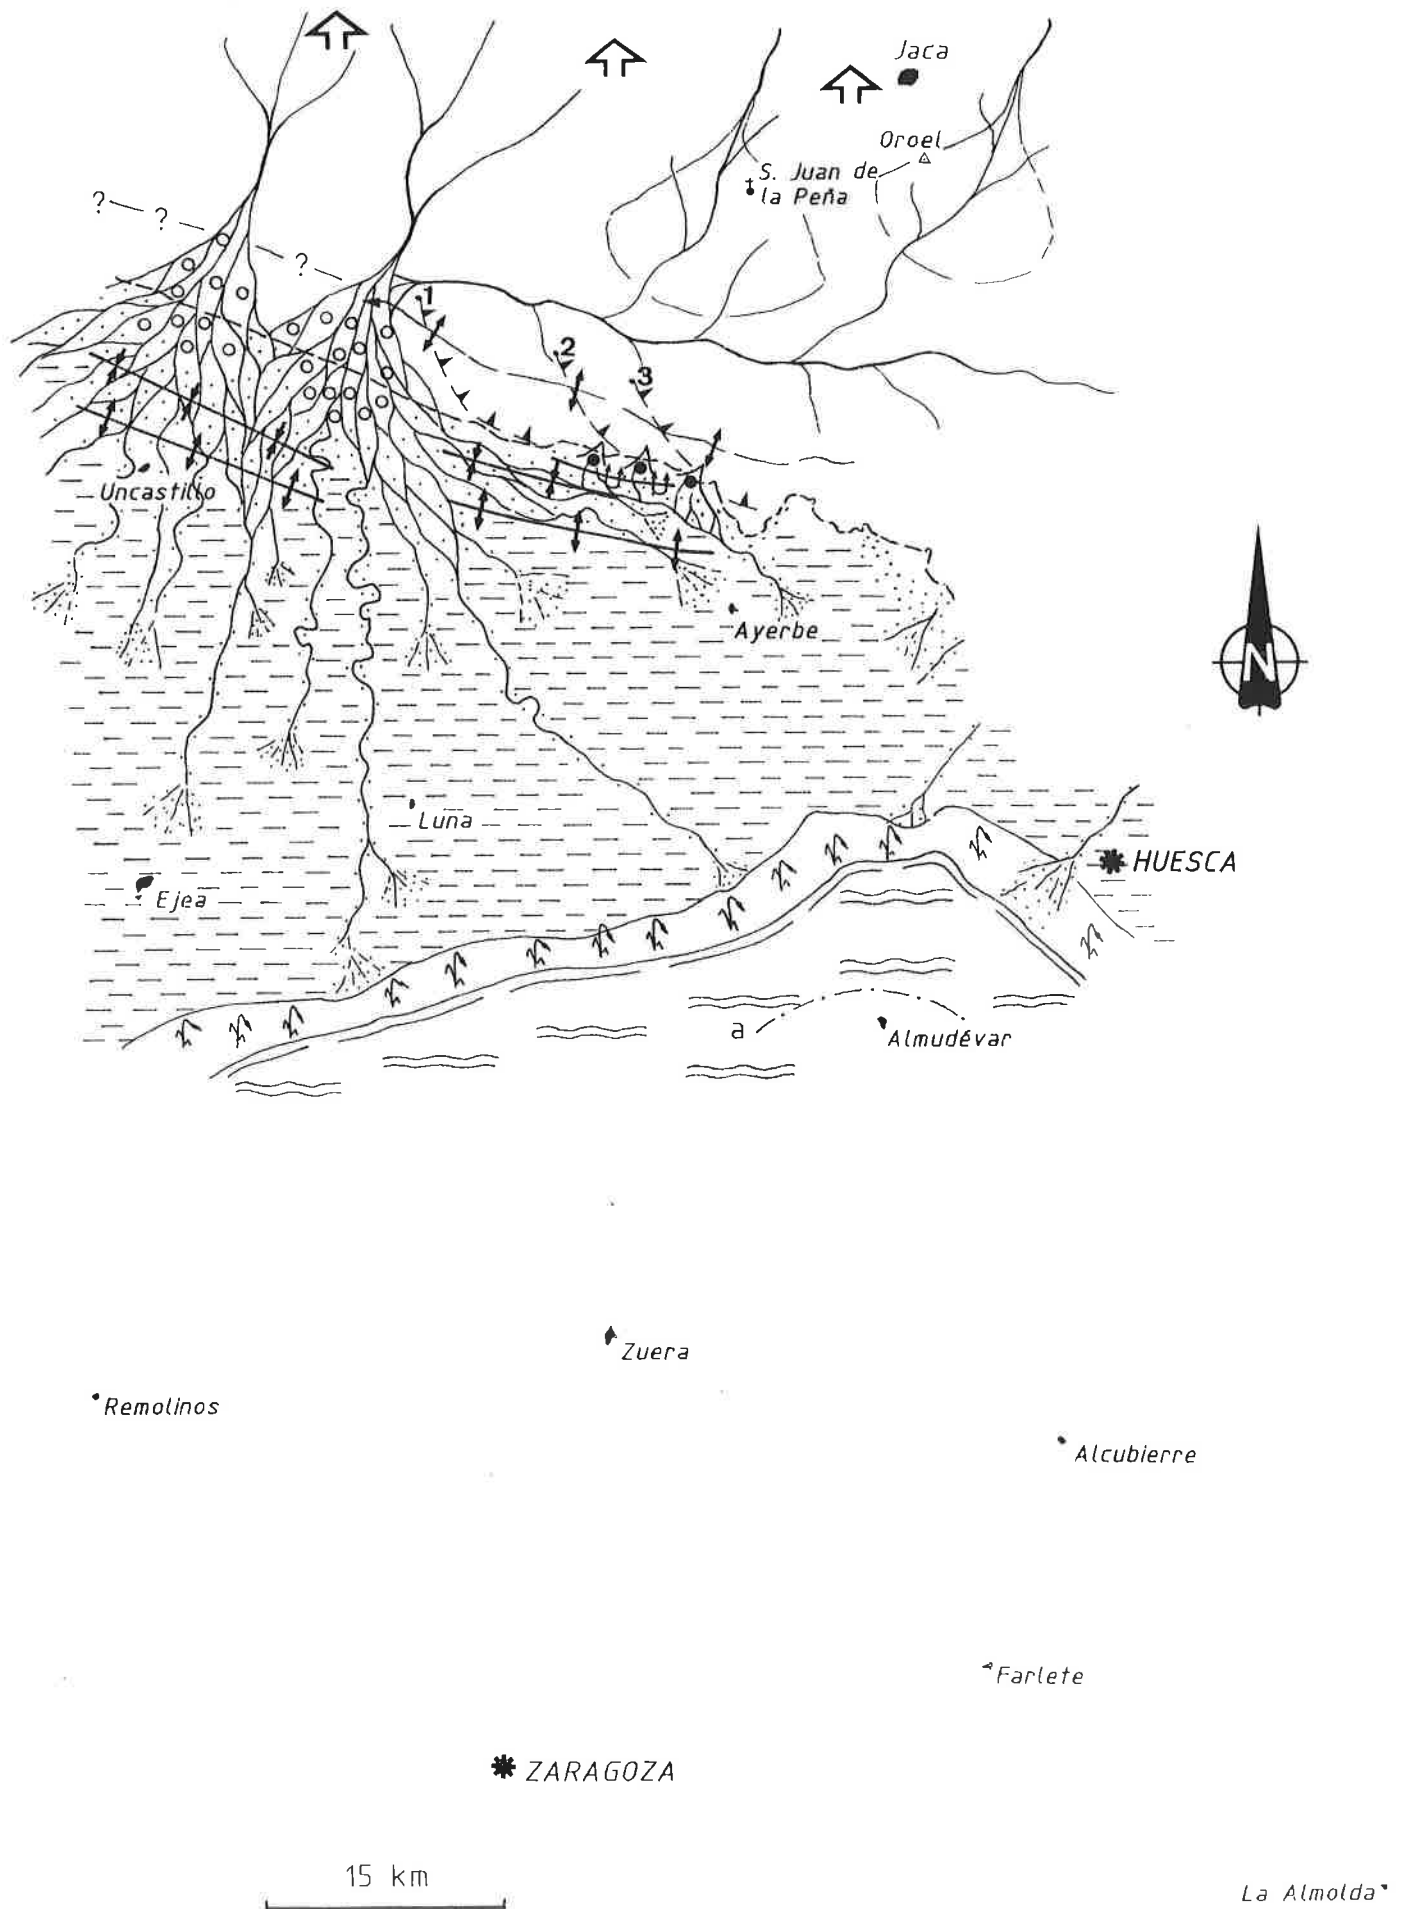 Jaca
Oroel
S. Juan de
la Peña
?
?
?
1
2
3
Uncastillo
Ayerbe
N
Luna
HUESCA
Ejea
a
Almudévar
Zuera
Remolinos
Alcubierre
Farlete
ZARAGOZA
15 km
La Almolda